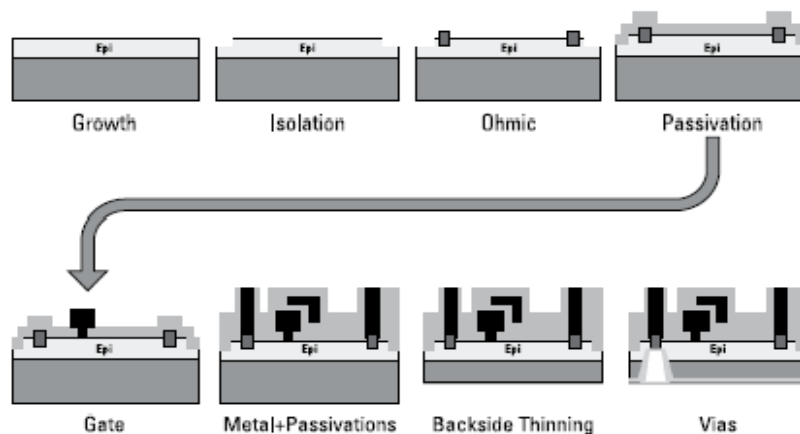 Epi Epi Epi Epi
Growth Isolation Ohmic Passivation
Epi Epi Epi Epi
Gate Metal+Passivations Backside Thinning Vias